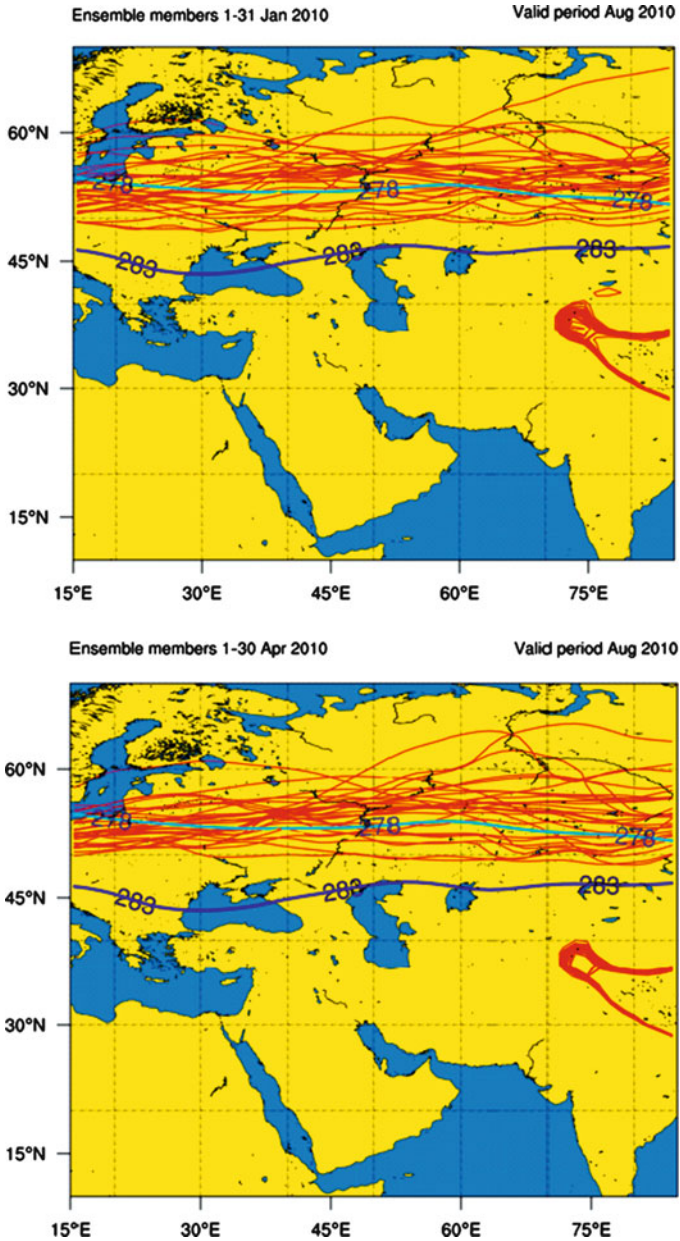 Ensemble members 1-31 Jan 2010 Valid period Aug 2010
60°N
278 278 278
283 283 283
45°N
30°N
15°N
15°E 30°E 45°E 60°E 75°E
Ensemble members 1-30 Apr 2010 Valid period Aug 2010
60°N
278 278 278
283 283 283
45°N
30°N
15°N
15°E 30°E 45°E 60°E 75°E